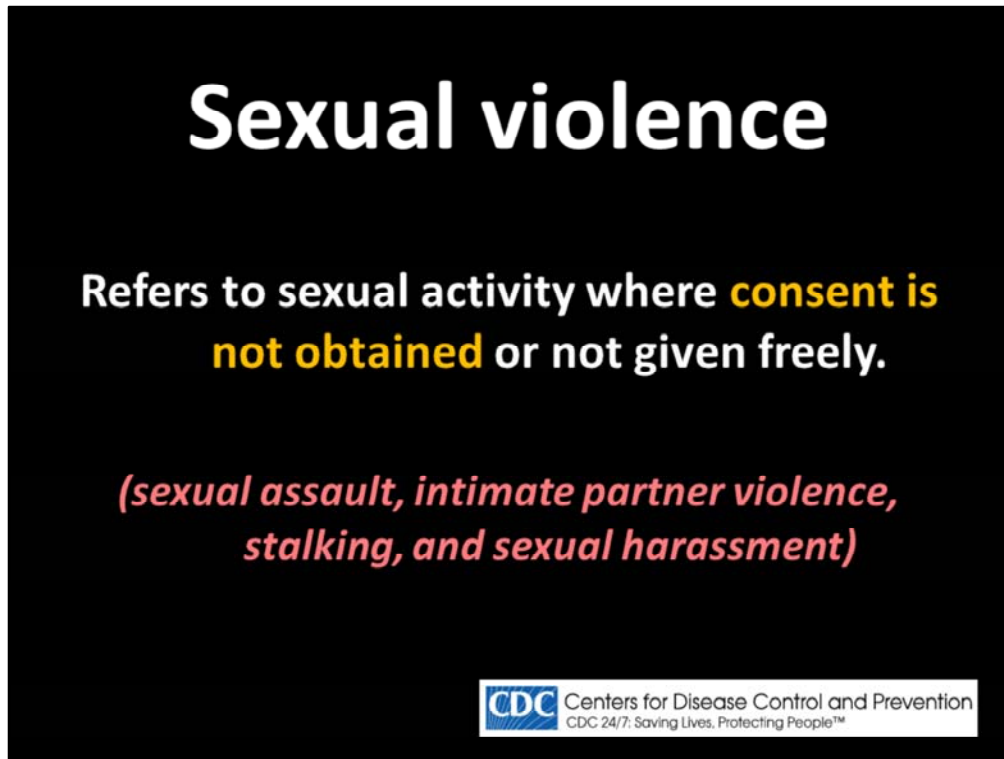 Sexual violence
Refers to sexual activity where consent is
not obtained or not given freely.
(sexual assault, intimate partner violence,
stalking, and sexual harassment)
CDC
Centers for Disease Control and Prevention
CDC 24/7: Saving Lives, Protecting People™